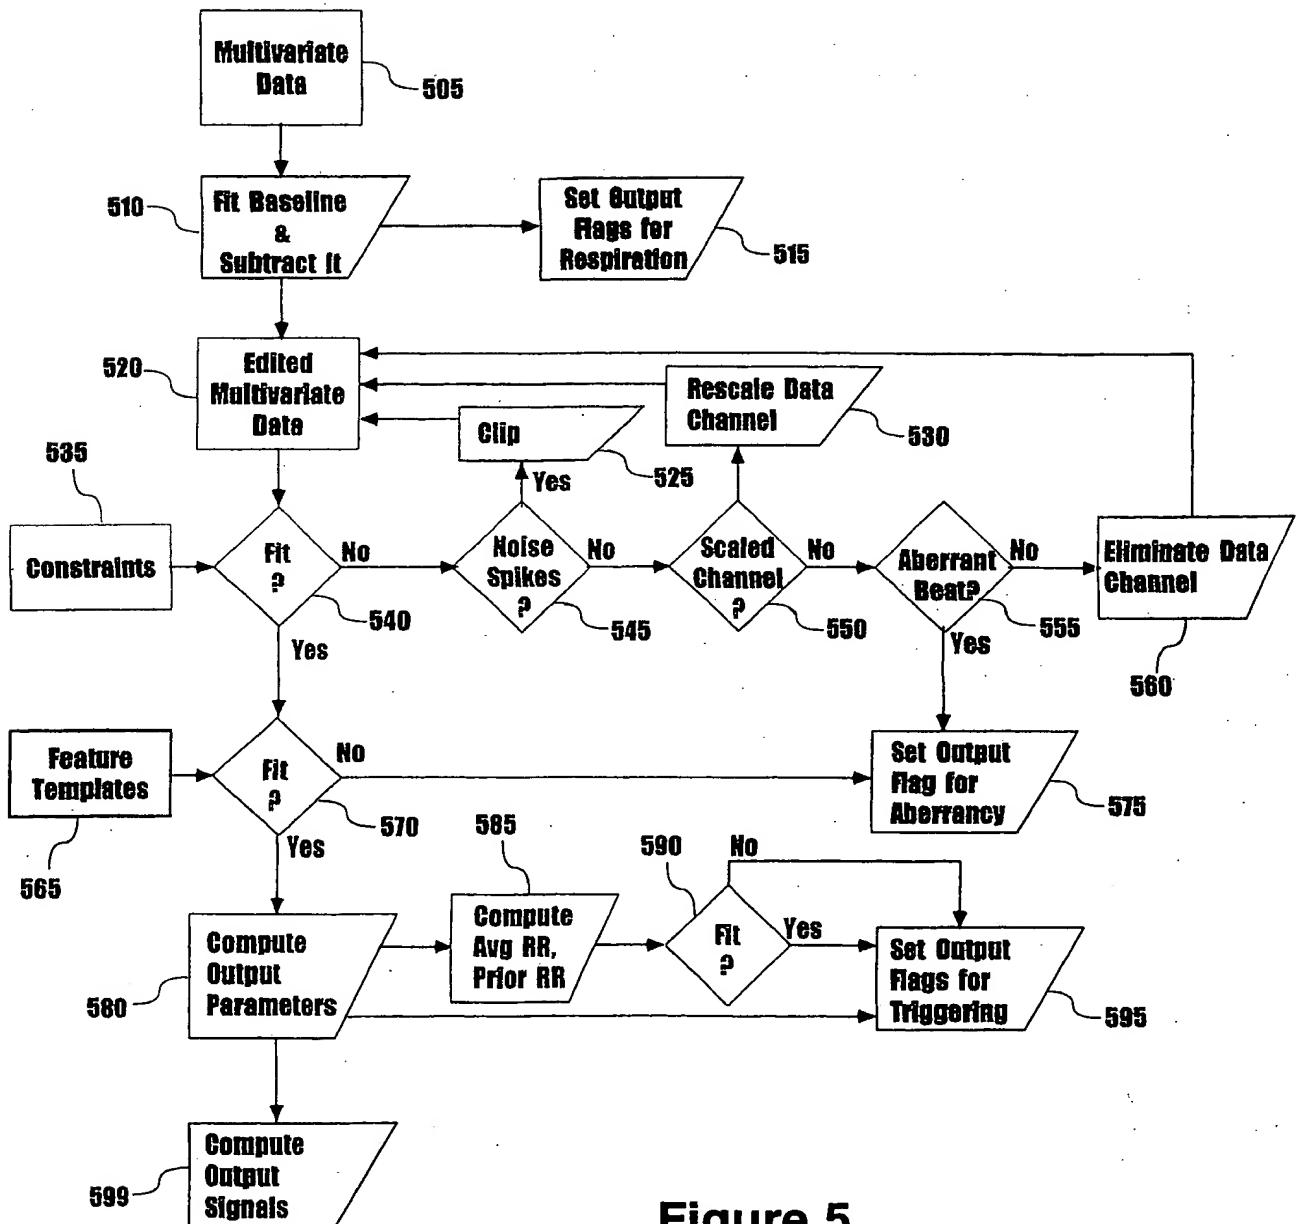 Multivariate
Data
505
510
Fit Baseline
&
Subtract It
Set Output
Flags for
Respiration
515
520
Edited
Multivariate
Data
Rescale Data
Channel
530
Clip
525
Yes
535
Constraints
Fit
?
540
No
Noise
Spikes
?
545
No
Scaled
Channel
?
550
No
Aberrant
Beat?
555
No
Eliminate Data
Channel
560
Yes
Yes
Feature
Templates
565
Fit
?
570
No
Set Output
Flag for
Aberrancy
575
Yes
585
590
No
Compute
Output
Parameters
580
Compute
Avg RR,
Prior RR
Fit
?
Yes
Set Output
Flags for
Triggering
595
Compute
Output
Signals
599
Figure 5